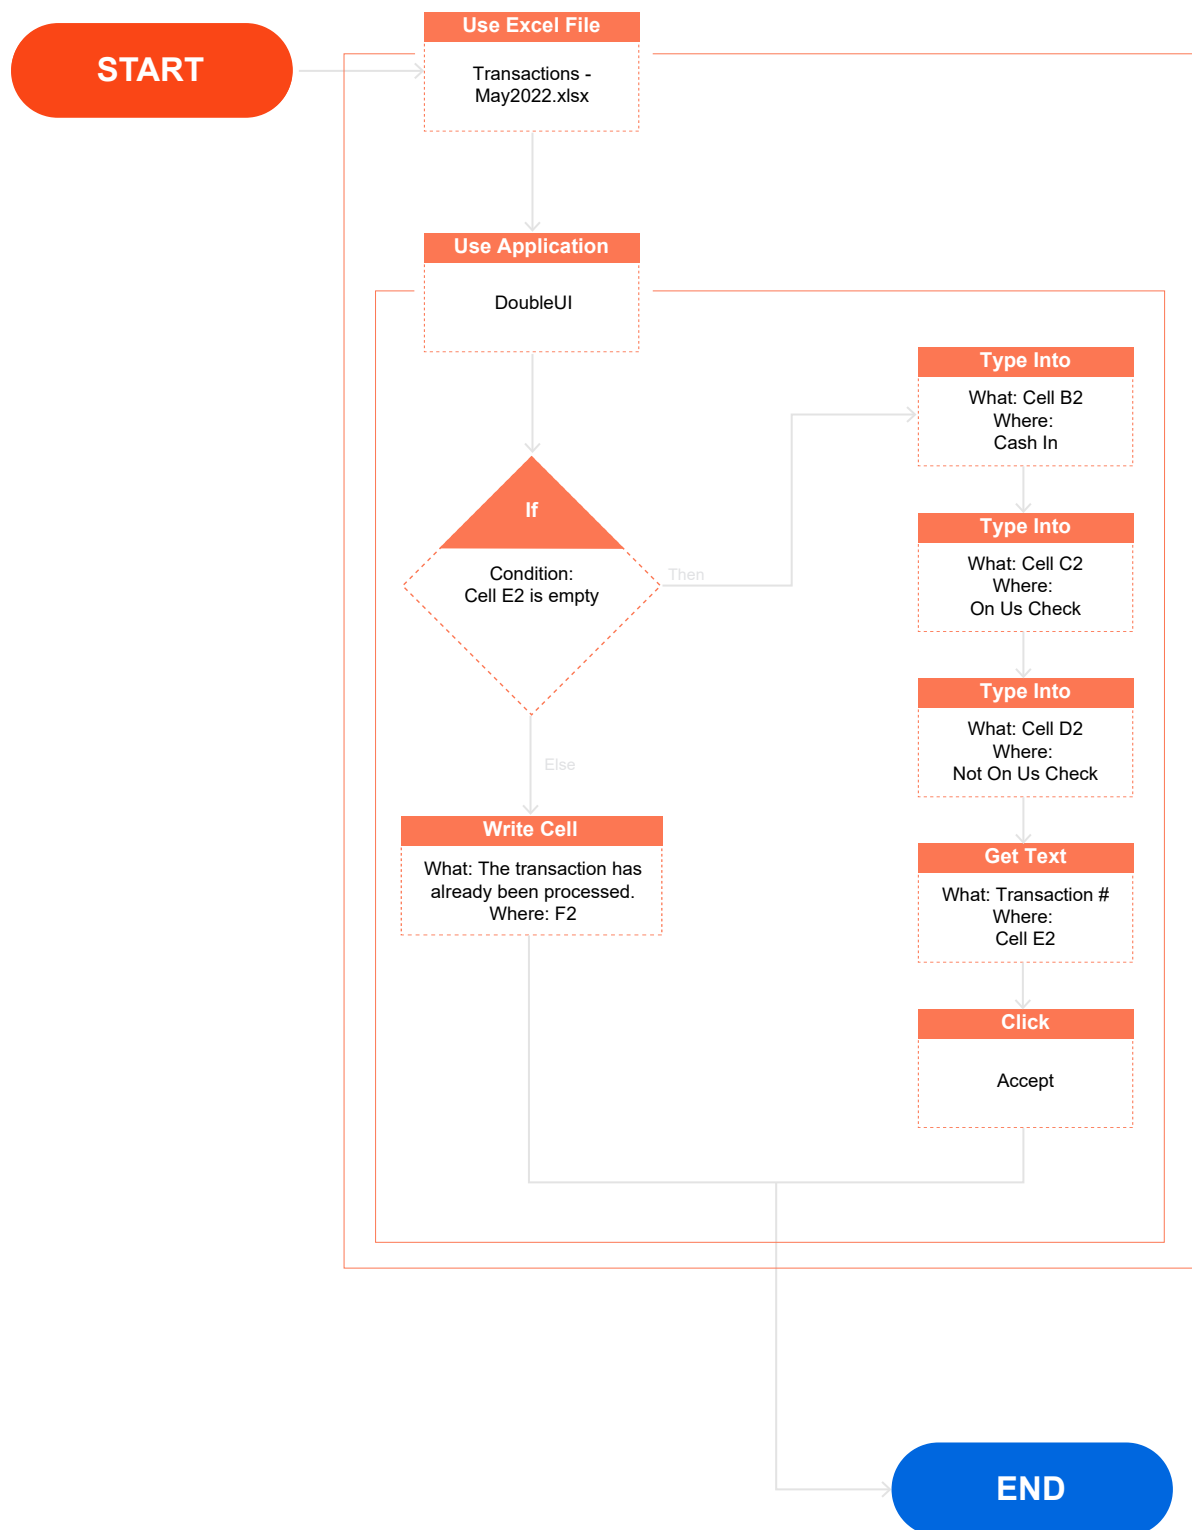 START
Use Excel File
Transactions -
May2022.xlsx
Use Application
DoubleUI
If
Condition:
Cell E2 is empty
Then
Else
Write Cell
What: The transaction has
already been processed.
Where: F2
Type Into
What: Cell B2
Where:
Cash In
Type Into
What: Cell C2
Where:
On Us Check
Type Into
What: Cell D2
Where:
Not On Us Check
Get Text
What: Transaction #
Where:
Cell E2
Click
Accept
END